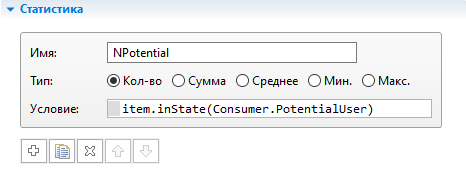 Статистика
Имя: NPotential
Тип: Кол-во Сумма Среднее Мин. Макс.
Условие: item.inState(Consumer.PotentialUser)